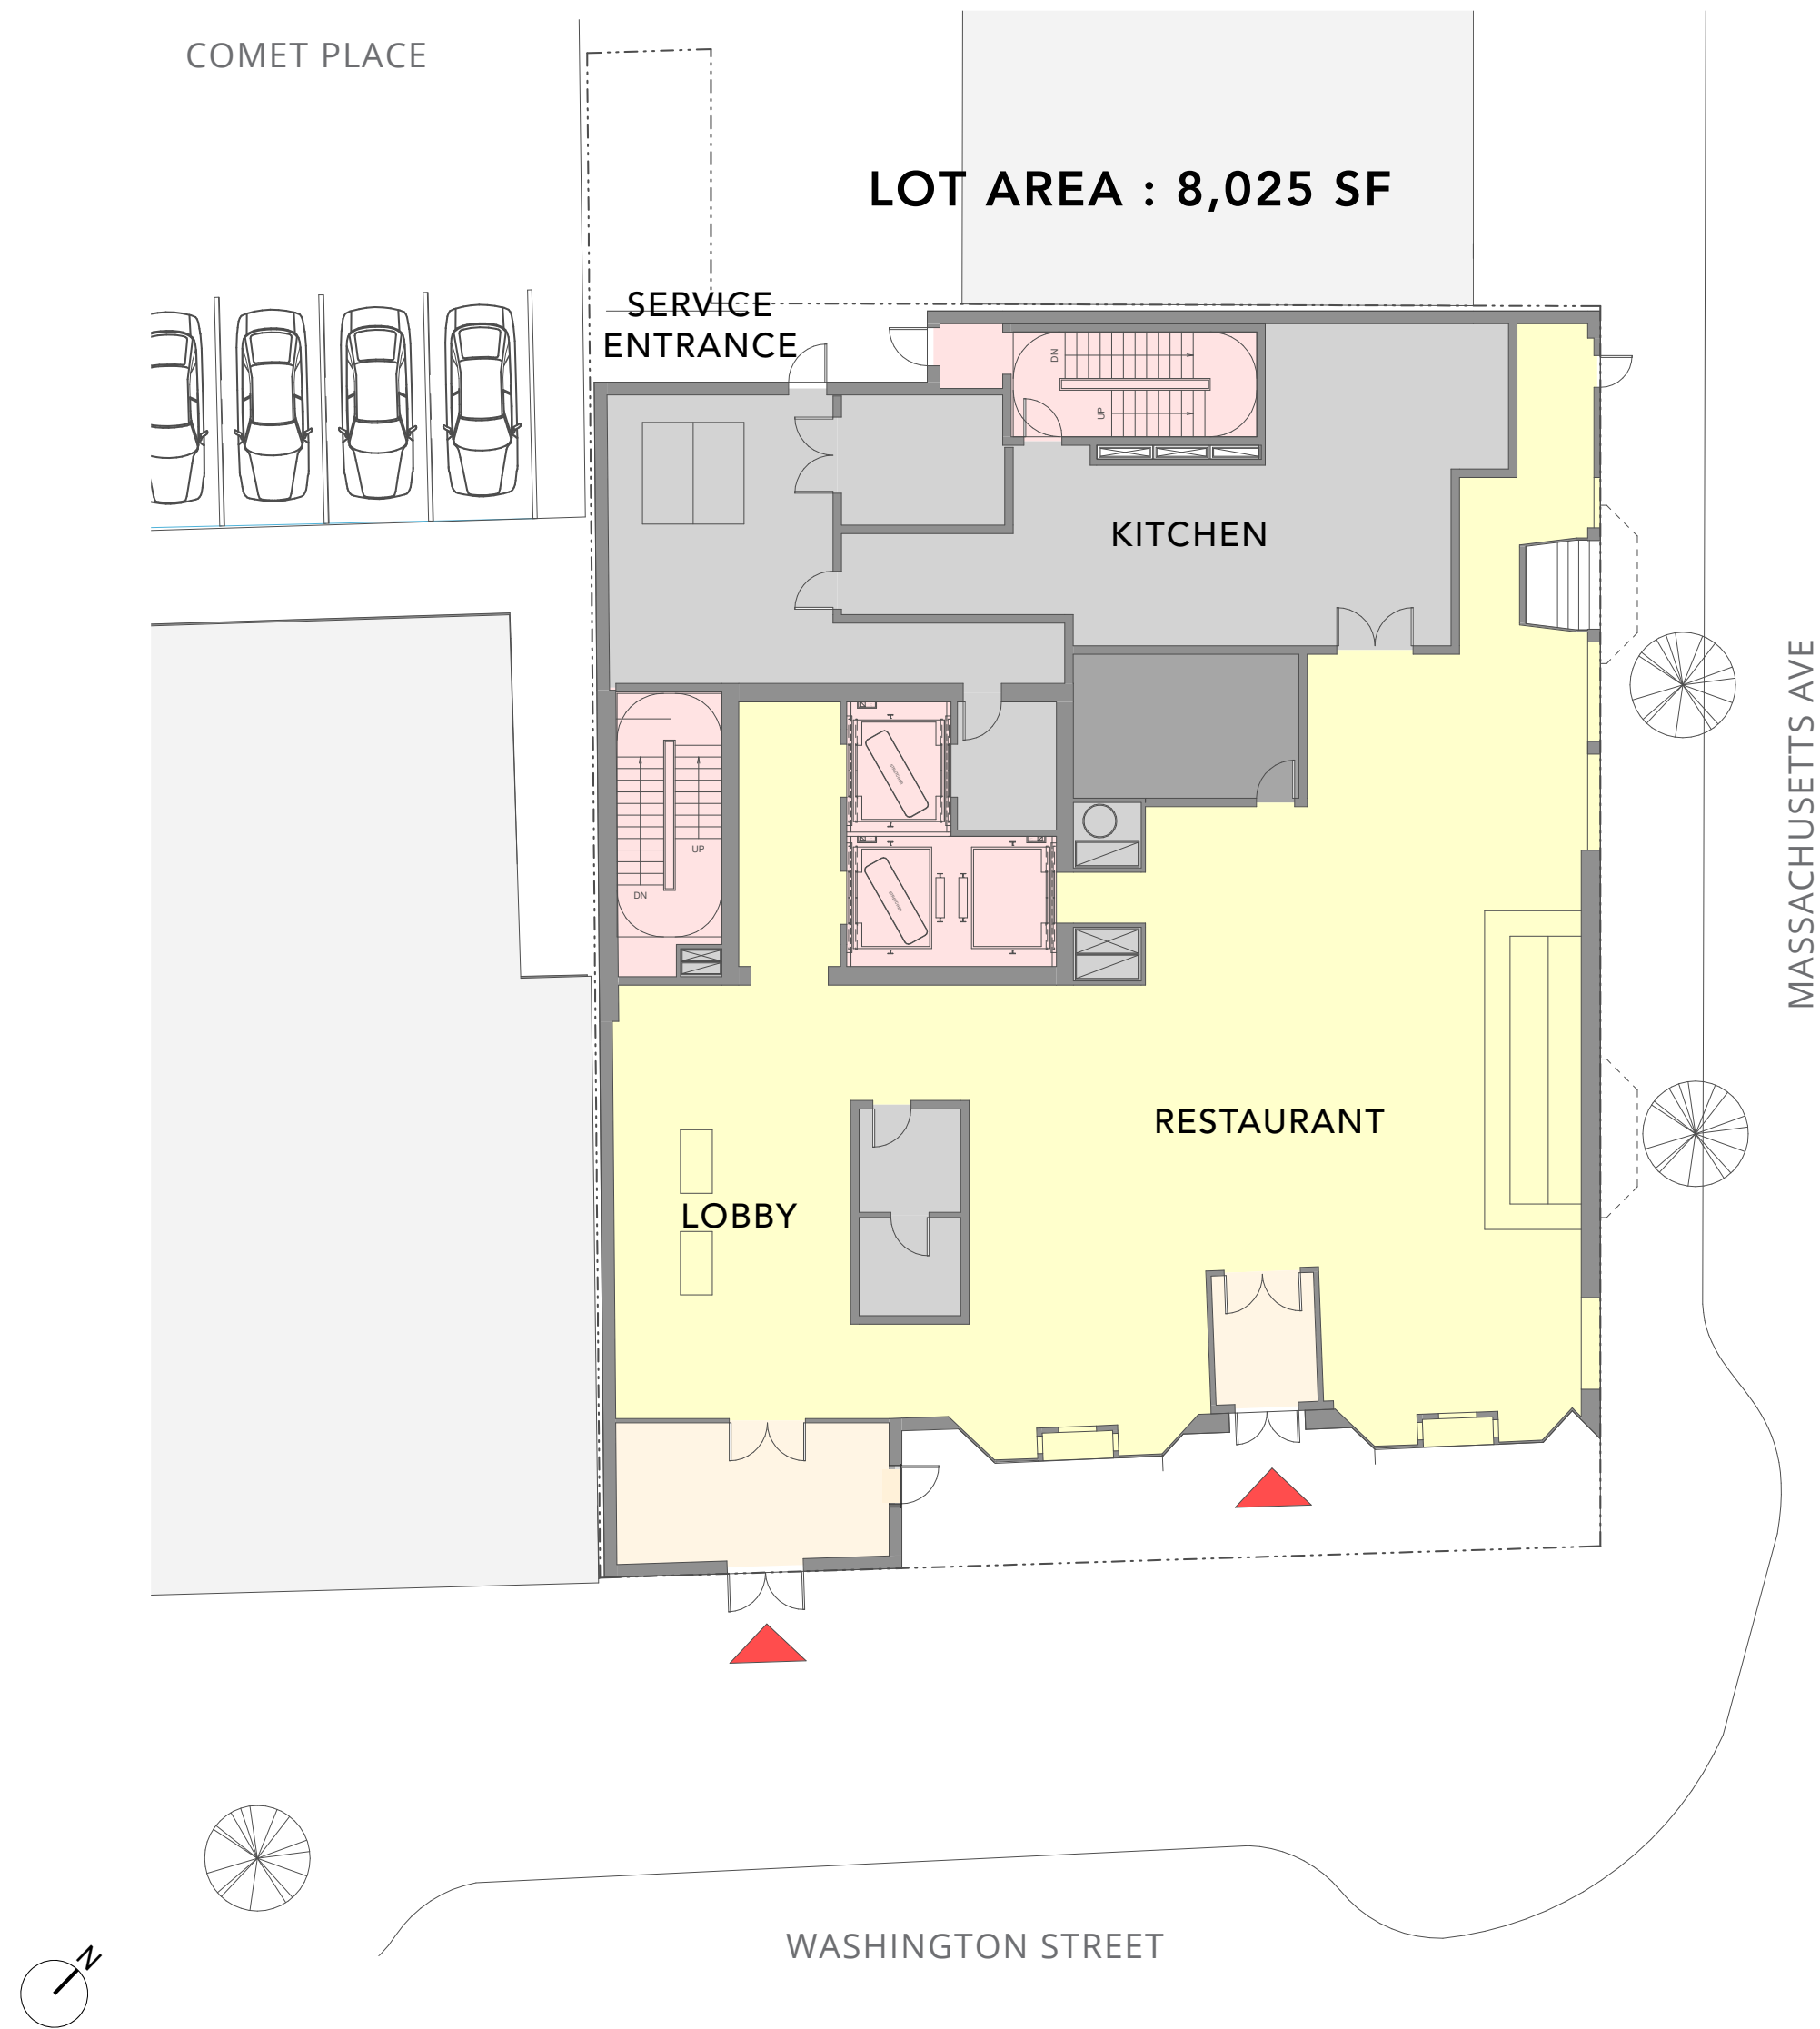 COMET PLACE
LOT AREA : 8,025 SF
SERVICE
ENTRANCE
DN
UP
KITCHEN
UP
DN
MASSACHUSETTS AVE
RESTAURANT
LOBBY
WASHINGTON STREET
N